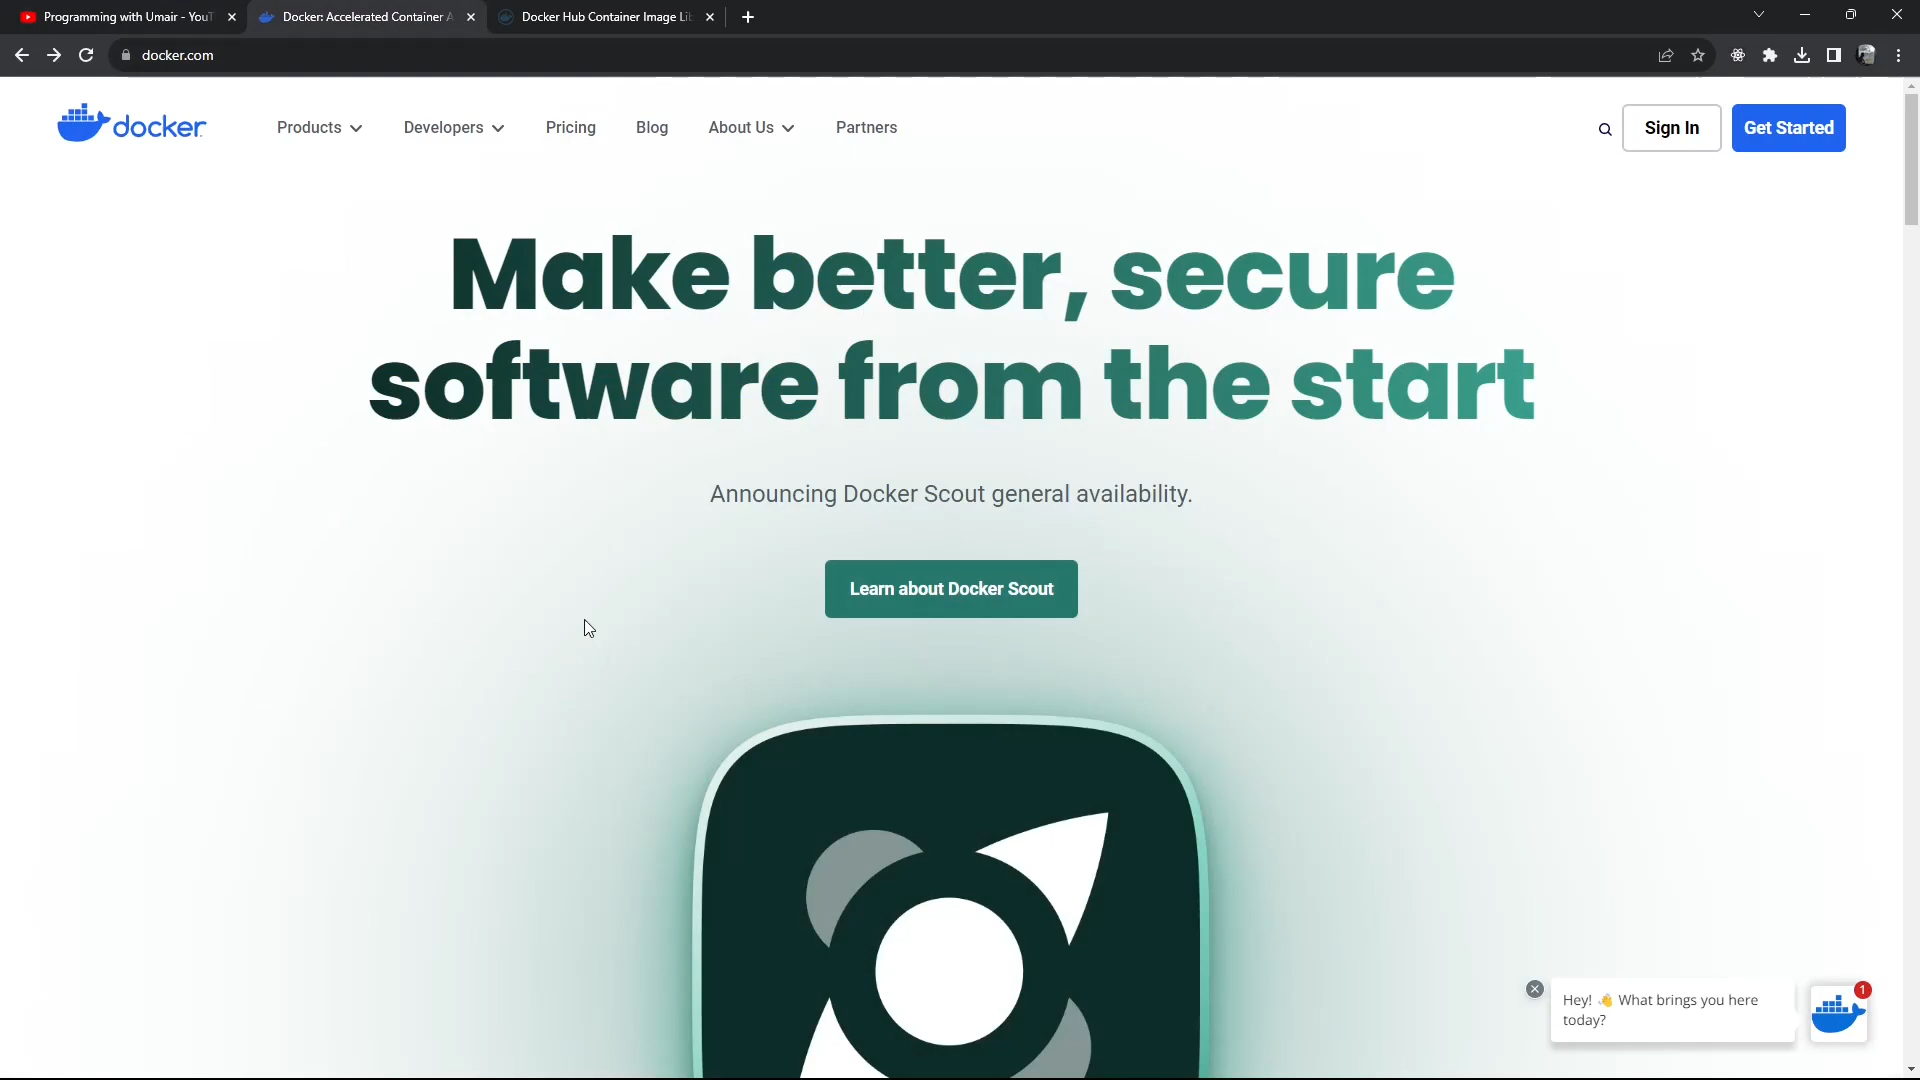 Programming with Umair - YouT
Docker: Accelerated Container A
Docker Hub Container Image Li
docker.com
docker
Products
Developers
Pricing
Blog
About Us
Partners
Sign In
Get Started
Make better, secure
software from the start
Announcing Docker Scout general availability.
Learn about Docker Scout
Hey! 👋 What brings you here
today?
1